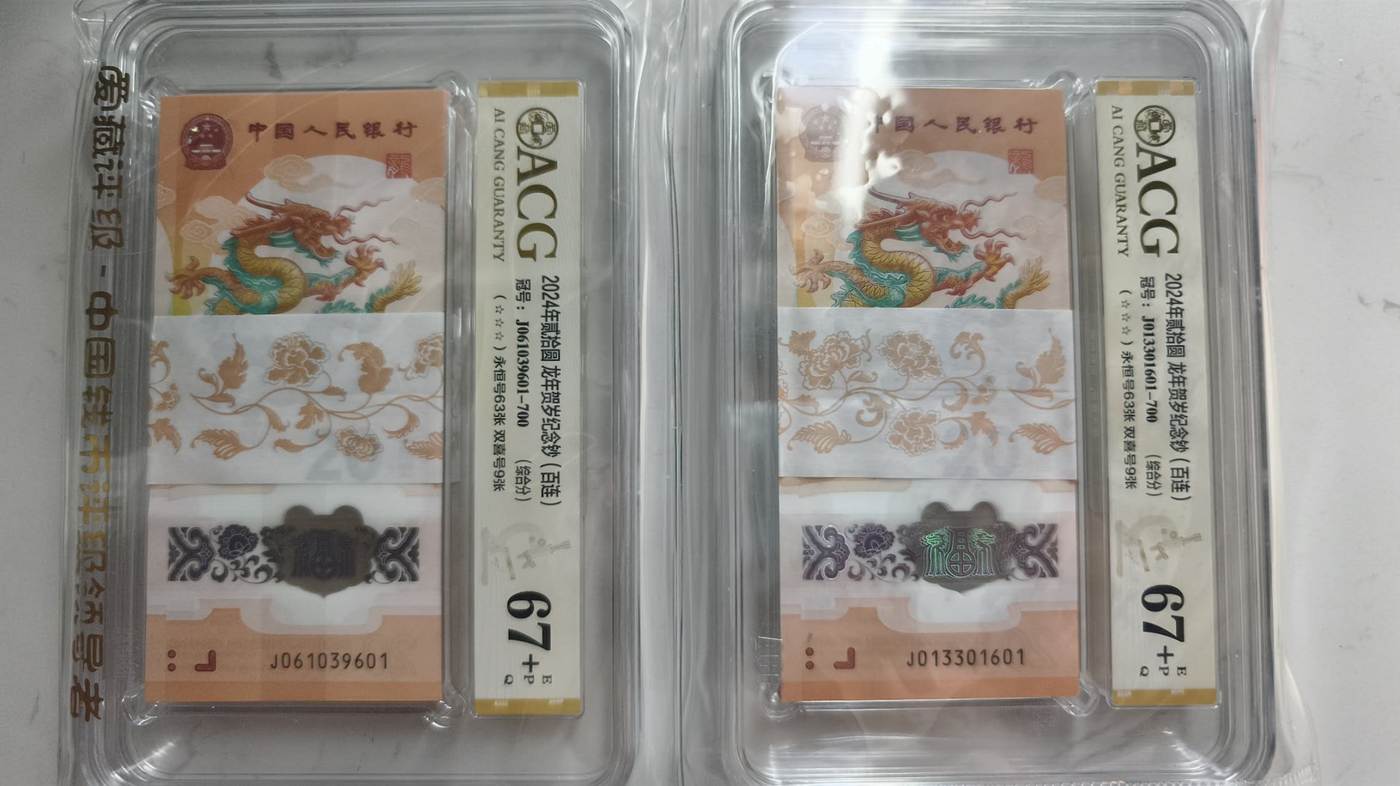 爱藏评级 - 中国钱币评级领导者
中国人民银行
J061039601
ACG
AI CANG GUARANTY
2024年贰拾圆 龙年贺岁纪念钞（百连）
冠号：J061039601-700 （综合分）
（☆☆☆）永恒号63张 双喜号9张
67+
E
P
Q
国人民银行
J013301601
ACG
AI CANG GUARANTY
2024年贰拾圆 龙年贺岁纪念钞（百连）
冠号：J013301601-700 （综合分）
（☆☆☆）永恒号63张 双喜号9张
67+
E
P
Q